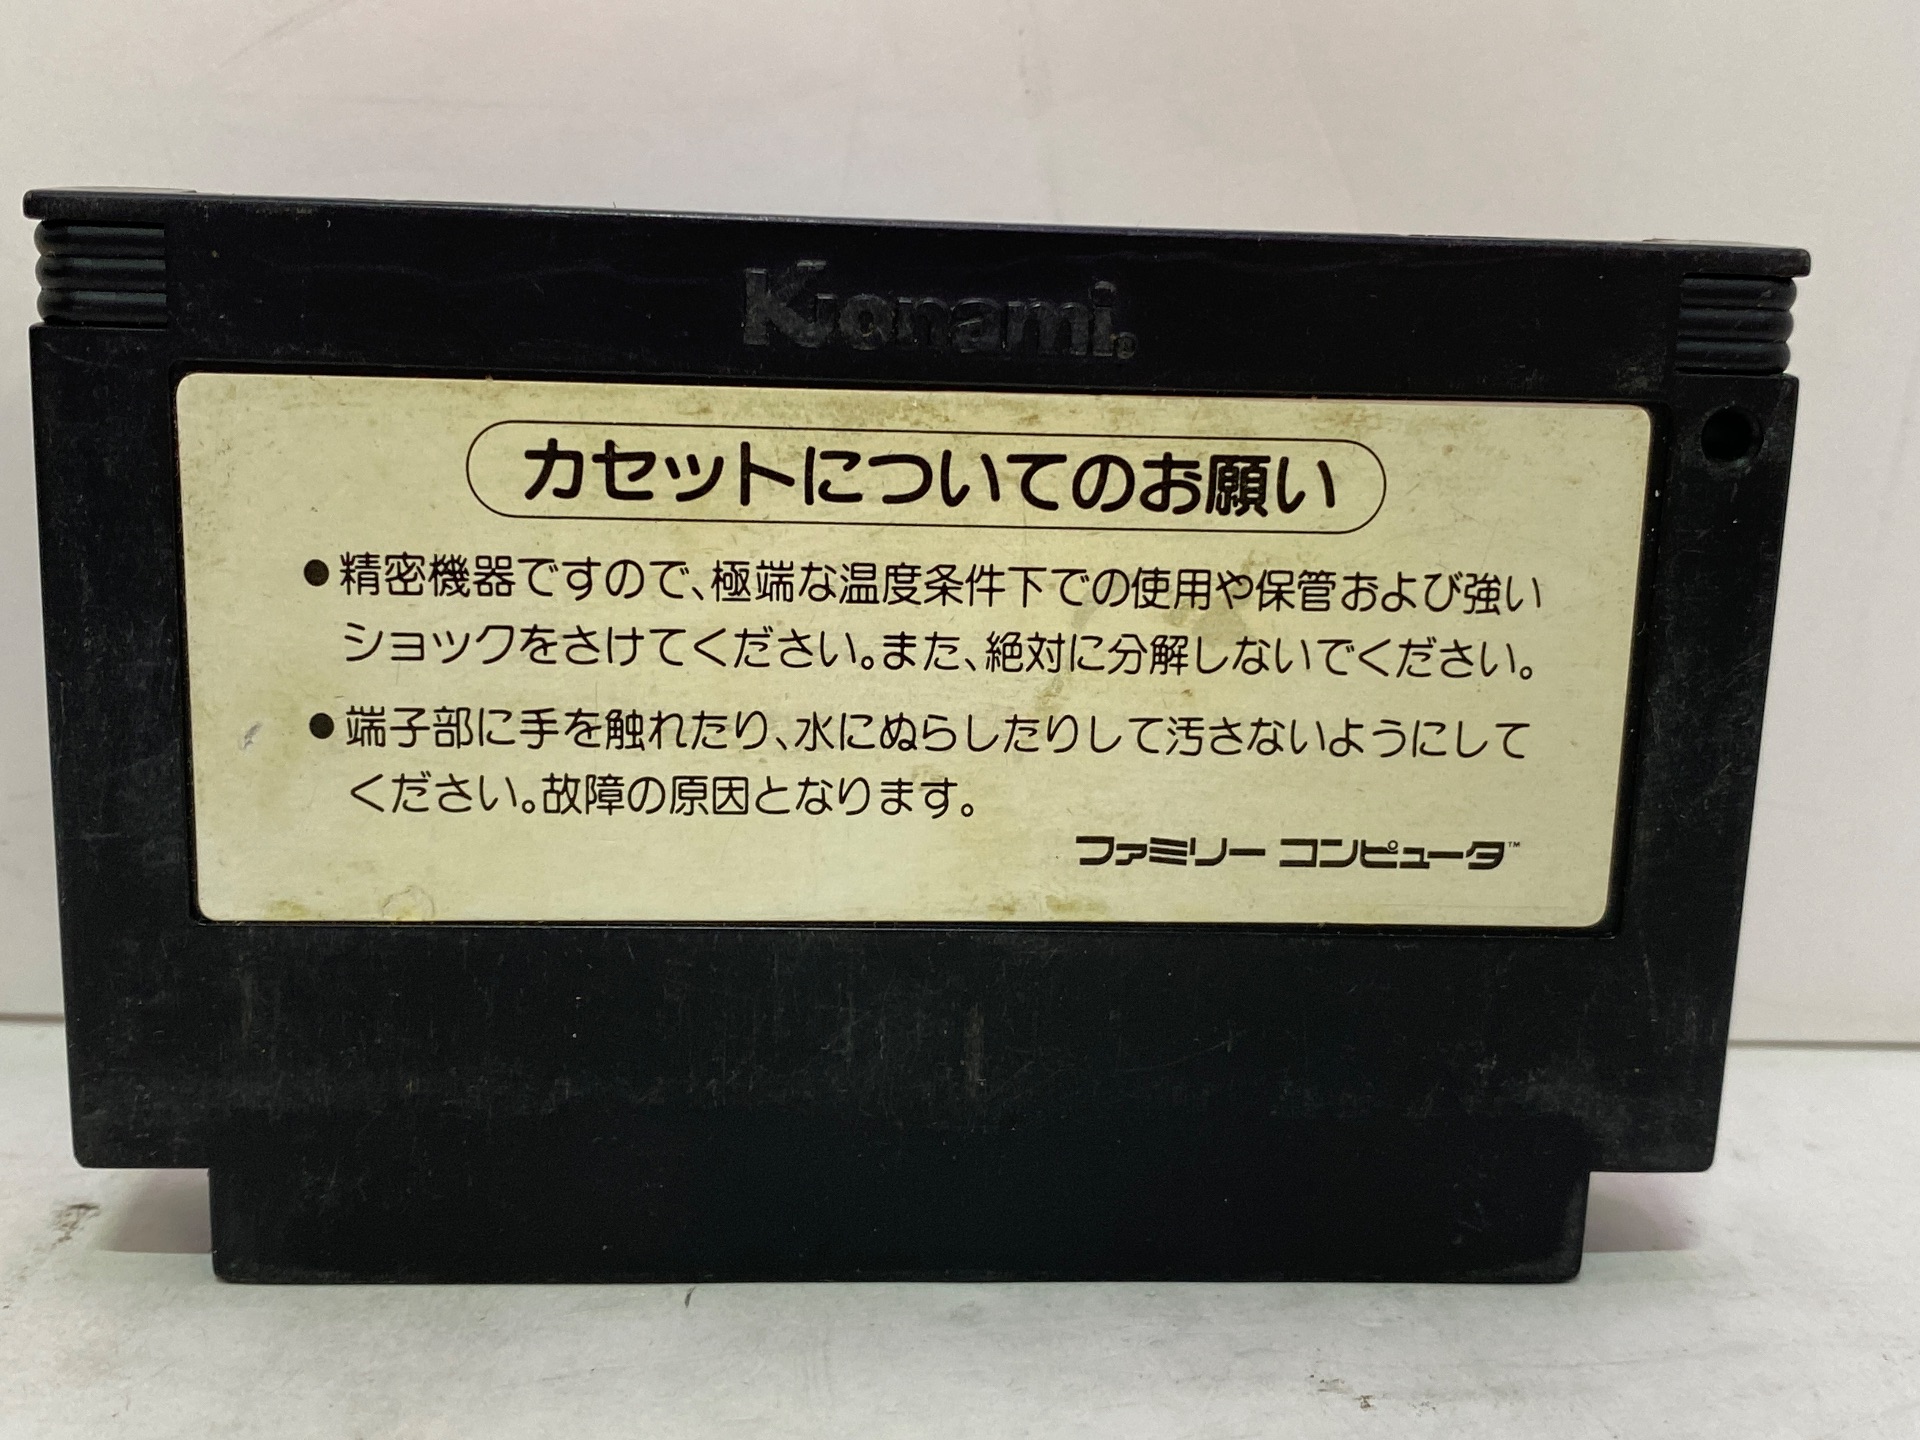 Konami®
カセットについてのお願い
●精密機器ですので、極端な温度条件下での使用や保管および強い
ショックをさけてください。また、絶対に分解しないでください。
●端子部に手を触れたり、水にぬらしたりして汚さないようにして
ください。故障の原因となります。
ファミリー コンピュータ™